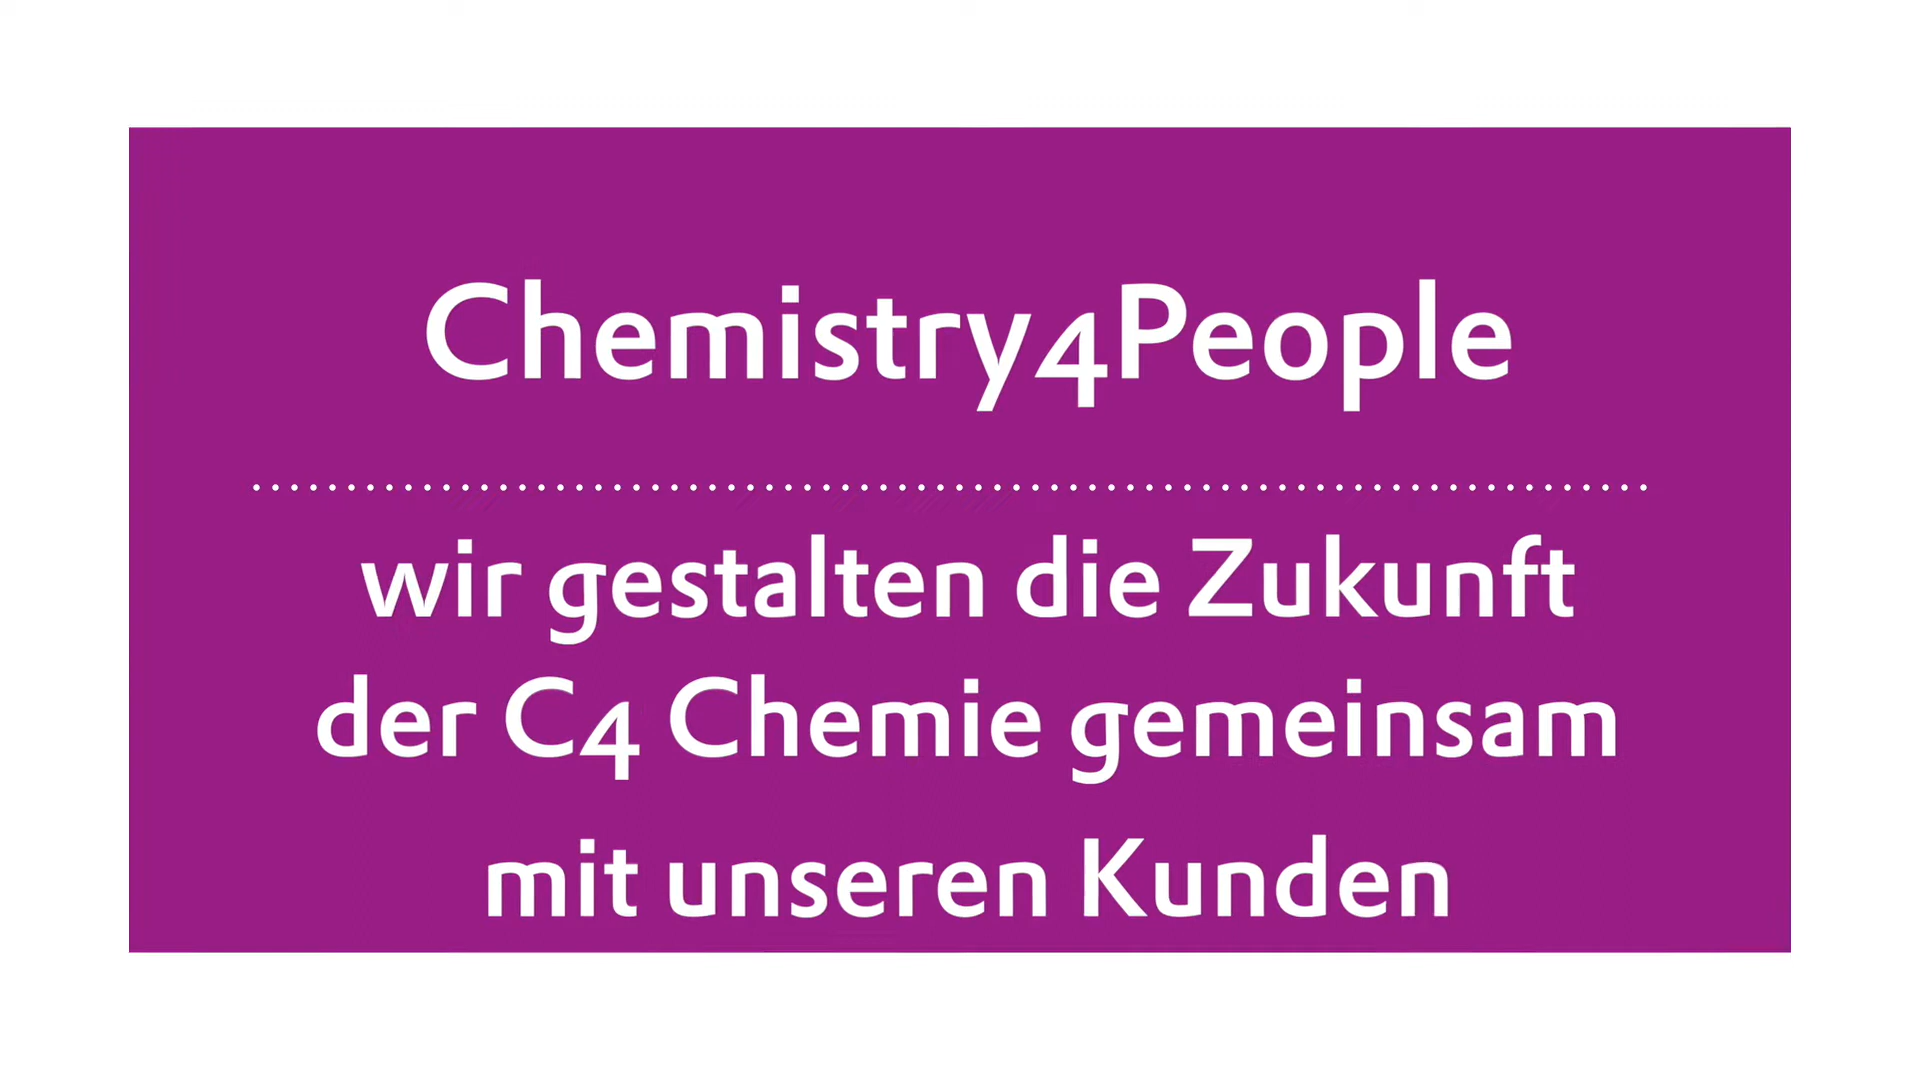 Chemistry4People
wir gestalten die Zukunft
der C4 Chemie gemeinsam
mit unseren Kunden